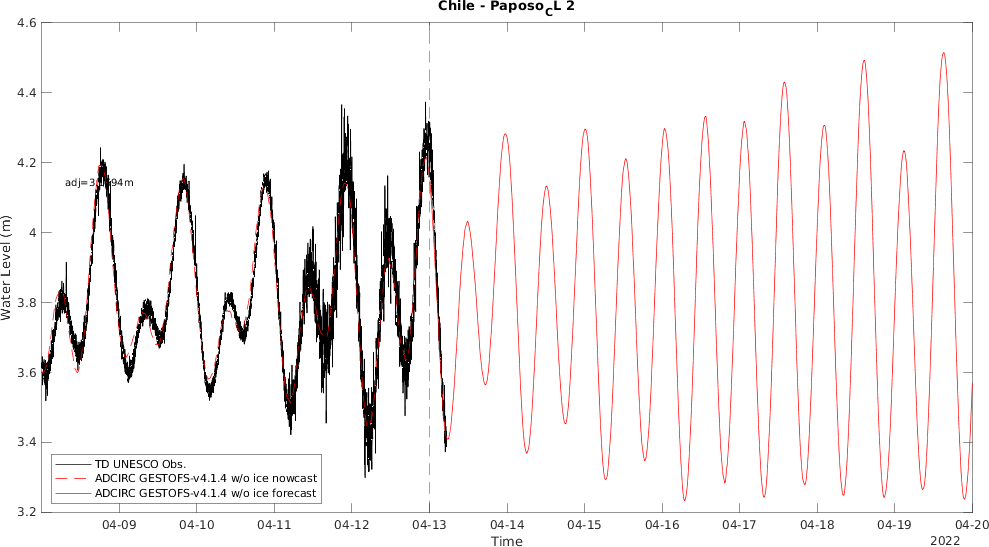 Chile - Paposo_CL 2
4.6
4.4
4.2
4
3.8
3.6
3.4
3.2
Water Level (m)
TD UNESCO Obs.
ADCIRC GESTOFS-v4.1.4 w/o ice nowcast
ADCIRC GESTOFS-v4.1.4 w/o ice forecast
04-09 04-10 04-11 04-12 04-13 04-14 04-15 04-16 04-17 04-18 04-19 04-20
Time
2022